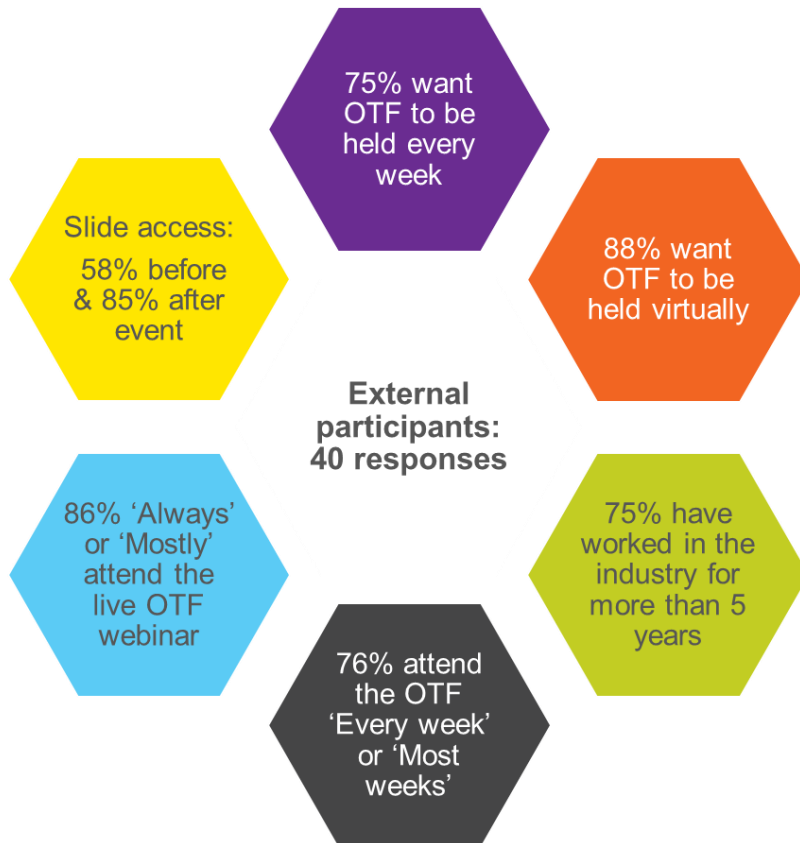 75% want
OTF to be
held every
week
88% want
OTF to be
held virtually
75% have
worked in the
industry for
more than 5
years
76% attend
the OTF
‘Every week’
or ‘Most
weeks’
86% ‘Always’
or ‘Mostly’
attend the
live OTF
webinar
Slide access:
58% before
& 85% after
event
External
participants:
40 responses